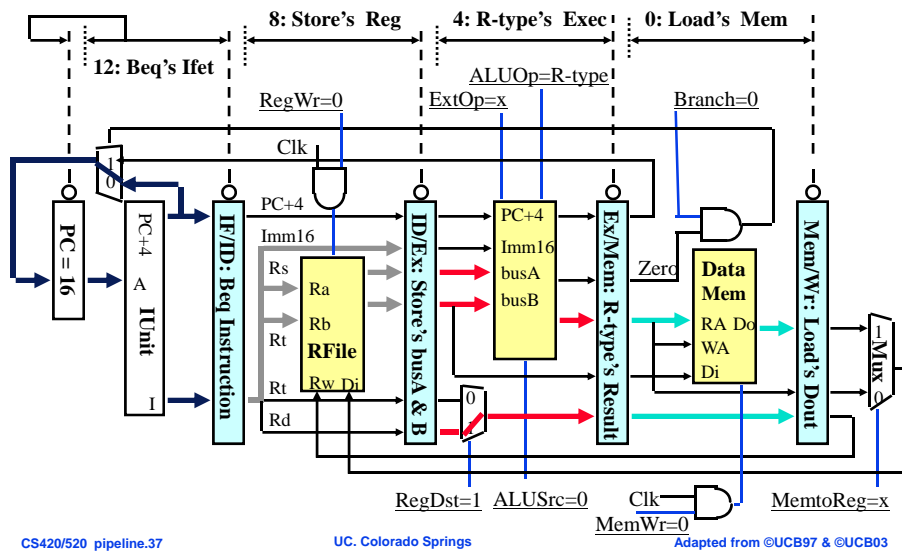 8: Store's Reg
4: R-type's Exec
0: Load's Mem
12: Beq's Ifet
ALUOp=R-type
RegWr=0
ExtOp=x
Branch=0
Clk
1
0
PC = 16
PC+4
A
IUnit
I
IF/ID: Beq Instruction
PC+4
Imm16
Rs
Rt
Rt
Rd
Ra
Rb
RFile
Rw Di
ID/Ex: Store's busA & B
PC+4
Imm16
busA
busB
0
1
Ex/Mem: R-type's Result
Zero
Data
Mem
RA Do
WA
Di
Mem/Wr: Load's Dout
1
Mux
0
RegDst=1
ALUSrc=0
Clk
MemWr=0
MemtoReg=x
CS420/520 pipeline.37
UC. Colorado Springs
Adapted from ©UCB97 & ©UCB03